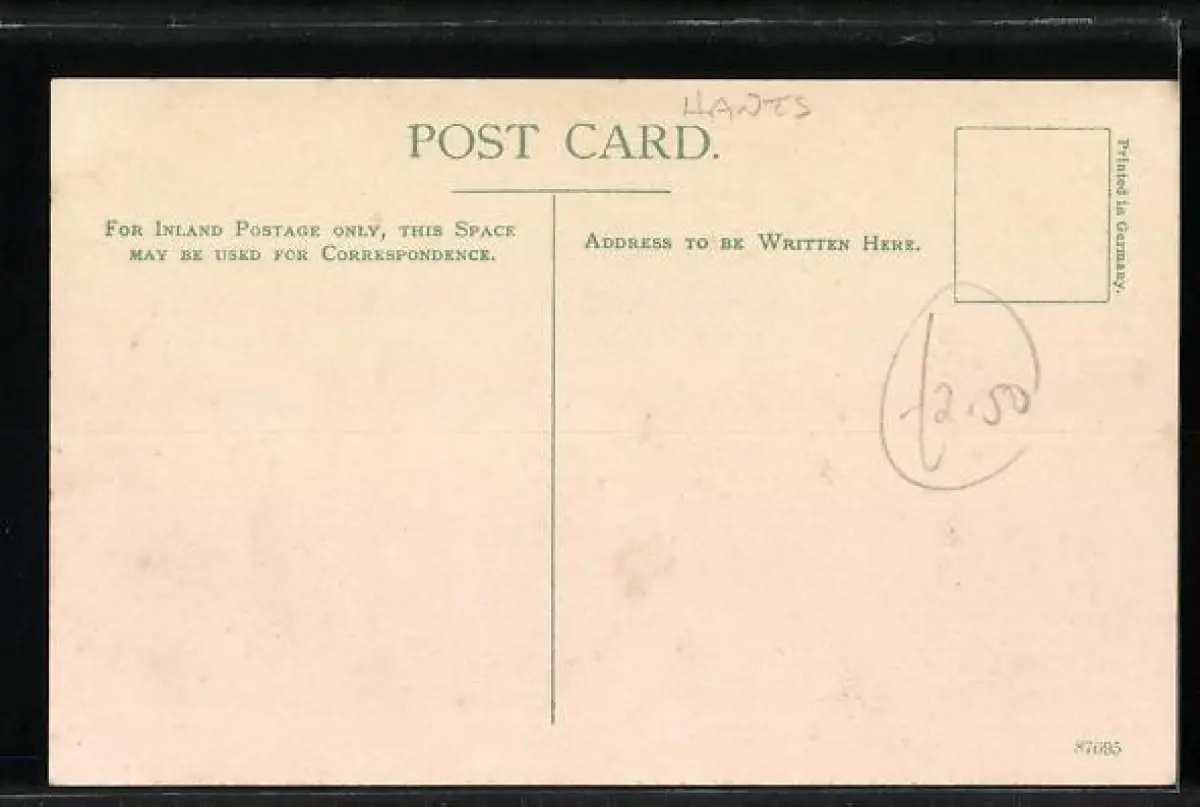 HANTS
POST CARD.
FOR INLAND POSTAGE ONLY, THIS SPACE
MAY BE USED FOR CORRESPONDENCE.
ADDRESS TO BE WRITTEN HERE.
Printed in Germany.
£2.50
87695